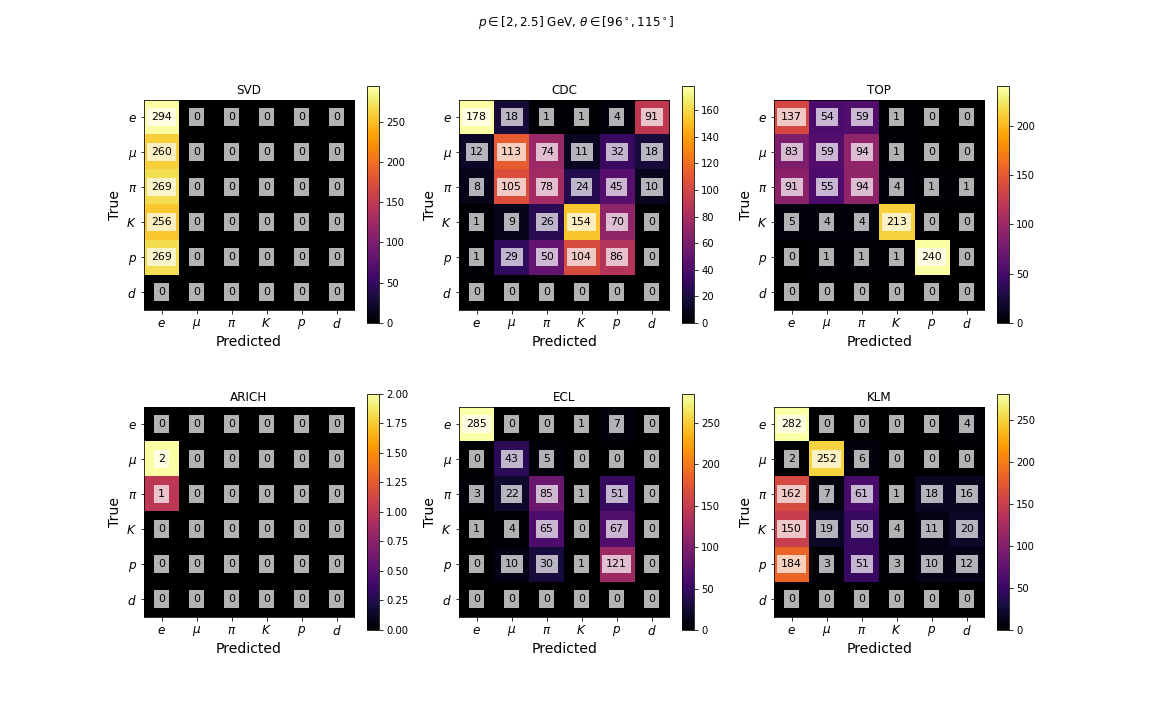 p ∈ [2, 2.5] GeV, θ ∈ [96°, 115°]
SVD
True
e 294 0 0 0 0 0
μ 260 0 0 0 0 0
π 269 0 0 0 0 0
K 256 0 0 0 0 0
p 269 0 0 0 0 0
d 0 0 0 0 0 0
e μ π K p d
Predicted
250
200
150
100
50
0
CDC
True
e 178 18 1 1 4 91
μ 12 113 74 11 32 18
π 8 105 78 24 45 10
K 1 9 26 154 70 0
p 1 29 50 104 86 0
d 0 0 0 0 0 0
e μ π K p d
Predicted
160
140
120
100
80
60
40
20
0
TOP
True
e 137 54 59 1 0 0
μ 83 59 94 1 0 0
π 91 55 94 4 1 1
K 5 4 4 213 0 0
p 0 1 1 1 240 0
d 0 0 0 0 0 0
e μ π K p d
Predicted
200
150
100
50
0
ARICH
True
e 0 0 0 0 0 0
μ 2 0 0 0 0 0
π 1 0 0 0 0 0
K 0 0 0 0 0 0
p 0 0 0 0 0 0
d 0 0 0 0 0 0
e μ π K p d
Predicted
2.00
1.75
1.50
1.25
1.00
0.75
0.50
0.25
0.00
ECL
True
e 285 0 0 1 7 0
μ 0 43 5 0 0 0
π 3 22 85 1 51 0
K 1 4 65 0 67 0
p 0 10 30 1 121 0
d 0 0 0 0 0 0
e μ π K p d
Predicted
250
200
150
100
50
0
KLM
True
e 282 0 0 0 0 4
μ 2 252 6 0 0 0
π 162 7 61 1 18 16
K 150 19 50 4 11 20
p 184 3 51 3 10 12
d 0 0 0 0 0 0
e μ π K p d
Predicted
250
200
150
100
50
0